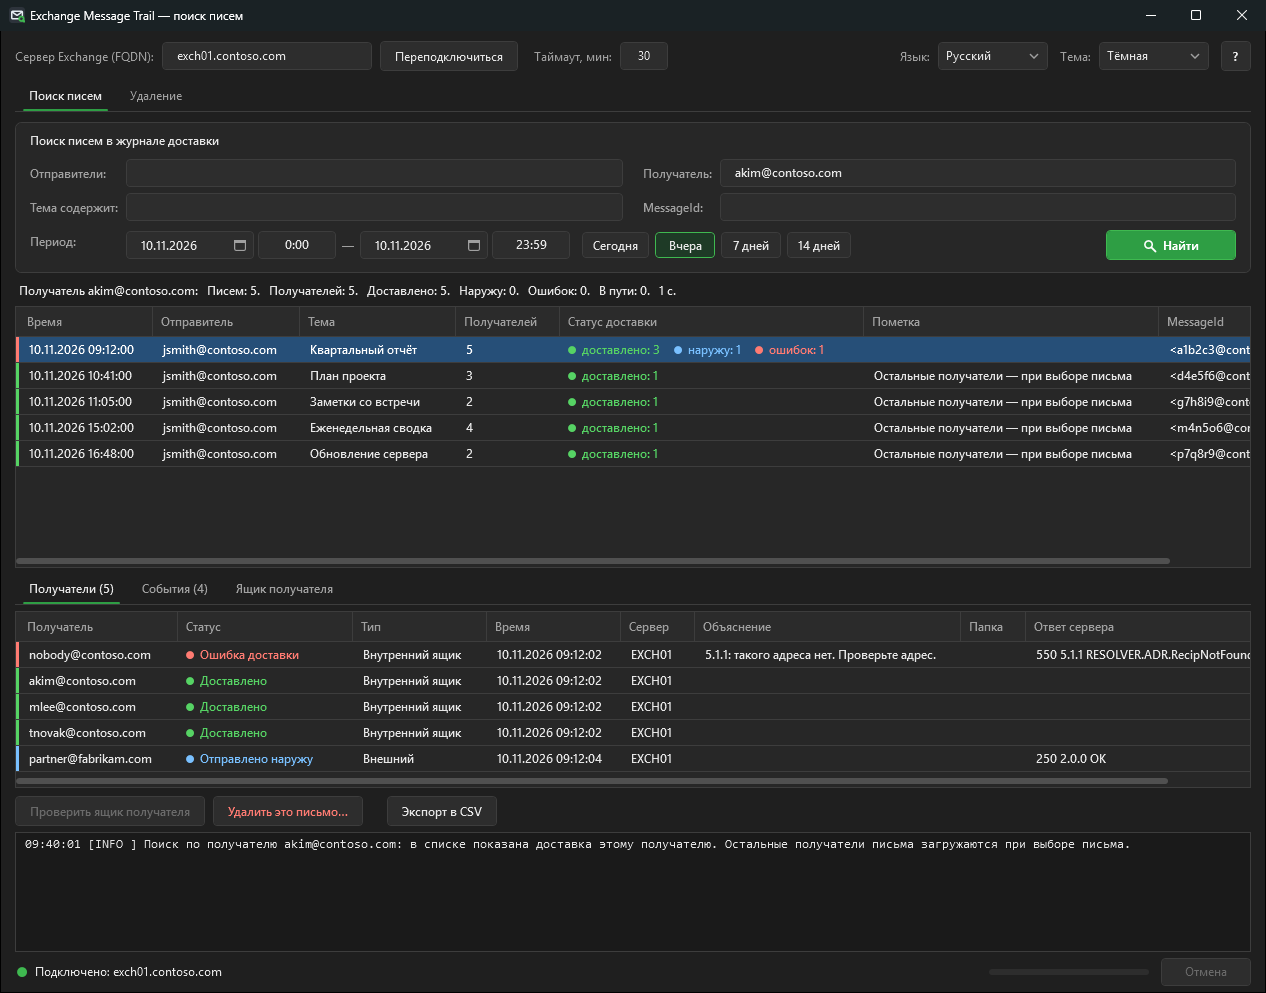 Exchange Message Trail — поиск писем
Сервер Exchange (FQDN): exch01.contoso.com Переподключиться Таймаут, мин: 30 Язык: Русский Тема: Тёмная ?
Поиск писем Удаление
Поиск писем в журнале доставки
Отправители: Получатель: akim@contoso.com
Тема содержит: MessageId:
Период: 10.11.2026 0:00 — 10.11.2026 23:59 Сегодня Вчера 7 дней 14 дней Найти
Получатель akim@contoso.com: Писем: 5. Получателей: 5. Доставлено: 5. Наружу: 0. Ошибок: 0. В пути: 0. 1 с.
Время Отправитель Тема Получателей Статус доставки Пометка MessageId
10.11.2026 09:12:00 jsmith@contoso.com Квартальный отчёт 5 доставлено: 3 наружу: 1 ошибок: 1 <a1b2c3@cont
10.11.2026 10:41:00 jsmith@contoso.com План проекта 3 доставлено: 1 Остальные получатели — при выборе письма <d4e5f6@cont
10.11.2026 11:05:00 jsmith@contoso.com Заметки со встречи 2 доставлено: 1 Остальные получатели — при выборе письма <g7h8i9@cont
10.11.2026 15:02:00 jsmith@contoso.com Еженедельная сводка 4 доставлено: 1 Остальные получатели — при выборе письма <m4n5o6@con
10.11.2026 16:48:00 jsmith@contoso.com Обновление сервера 2 доставлено: 1 Остальные получатели — при выборе письма <p7q8r9@cont
Получатели (5) События (4) Ящик получателя
Получатель Статус Тип Время Сервер Объяснение Папка Ответ сервера
nobody@contoso.com Ошибка доставки Внутренний ящик 10.11.2026 09:12:02 EXCH01 5.1.1: такого адреса нет. Проверьте адрес. 550 5.1.1 RESOLVER.ADR.RecipNotFound
akim@contoso.com Доставлено Внутренний ящик 10.11.2026 09:12:02 EXCH01
mlee@contoso.com Доставлено Внутренний ящик 10.11.2026 09:12:02 EXCH01
tnovak@contoso.com Доставлено Внутренний ящик 10.11.2026 09:12:02 EXCH01
partner@fabrikam.com Отправлено наружу Внешний 10.11.2026 09:12:04 EXCH01 250 2.0.0 OK
Проверить ящик получателя Удалить это письмо... Экспорт в CSV
09:40:01 [INFO ] Поиск по получателю akim@contoso.com: в списке показана доставка этому получателю. Остальные получатели письма загружаются при выборе письма.
Подключено: exch01.contoso.com Отмена